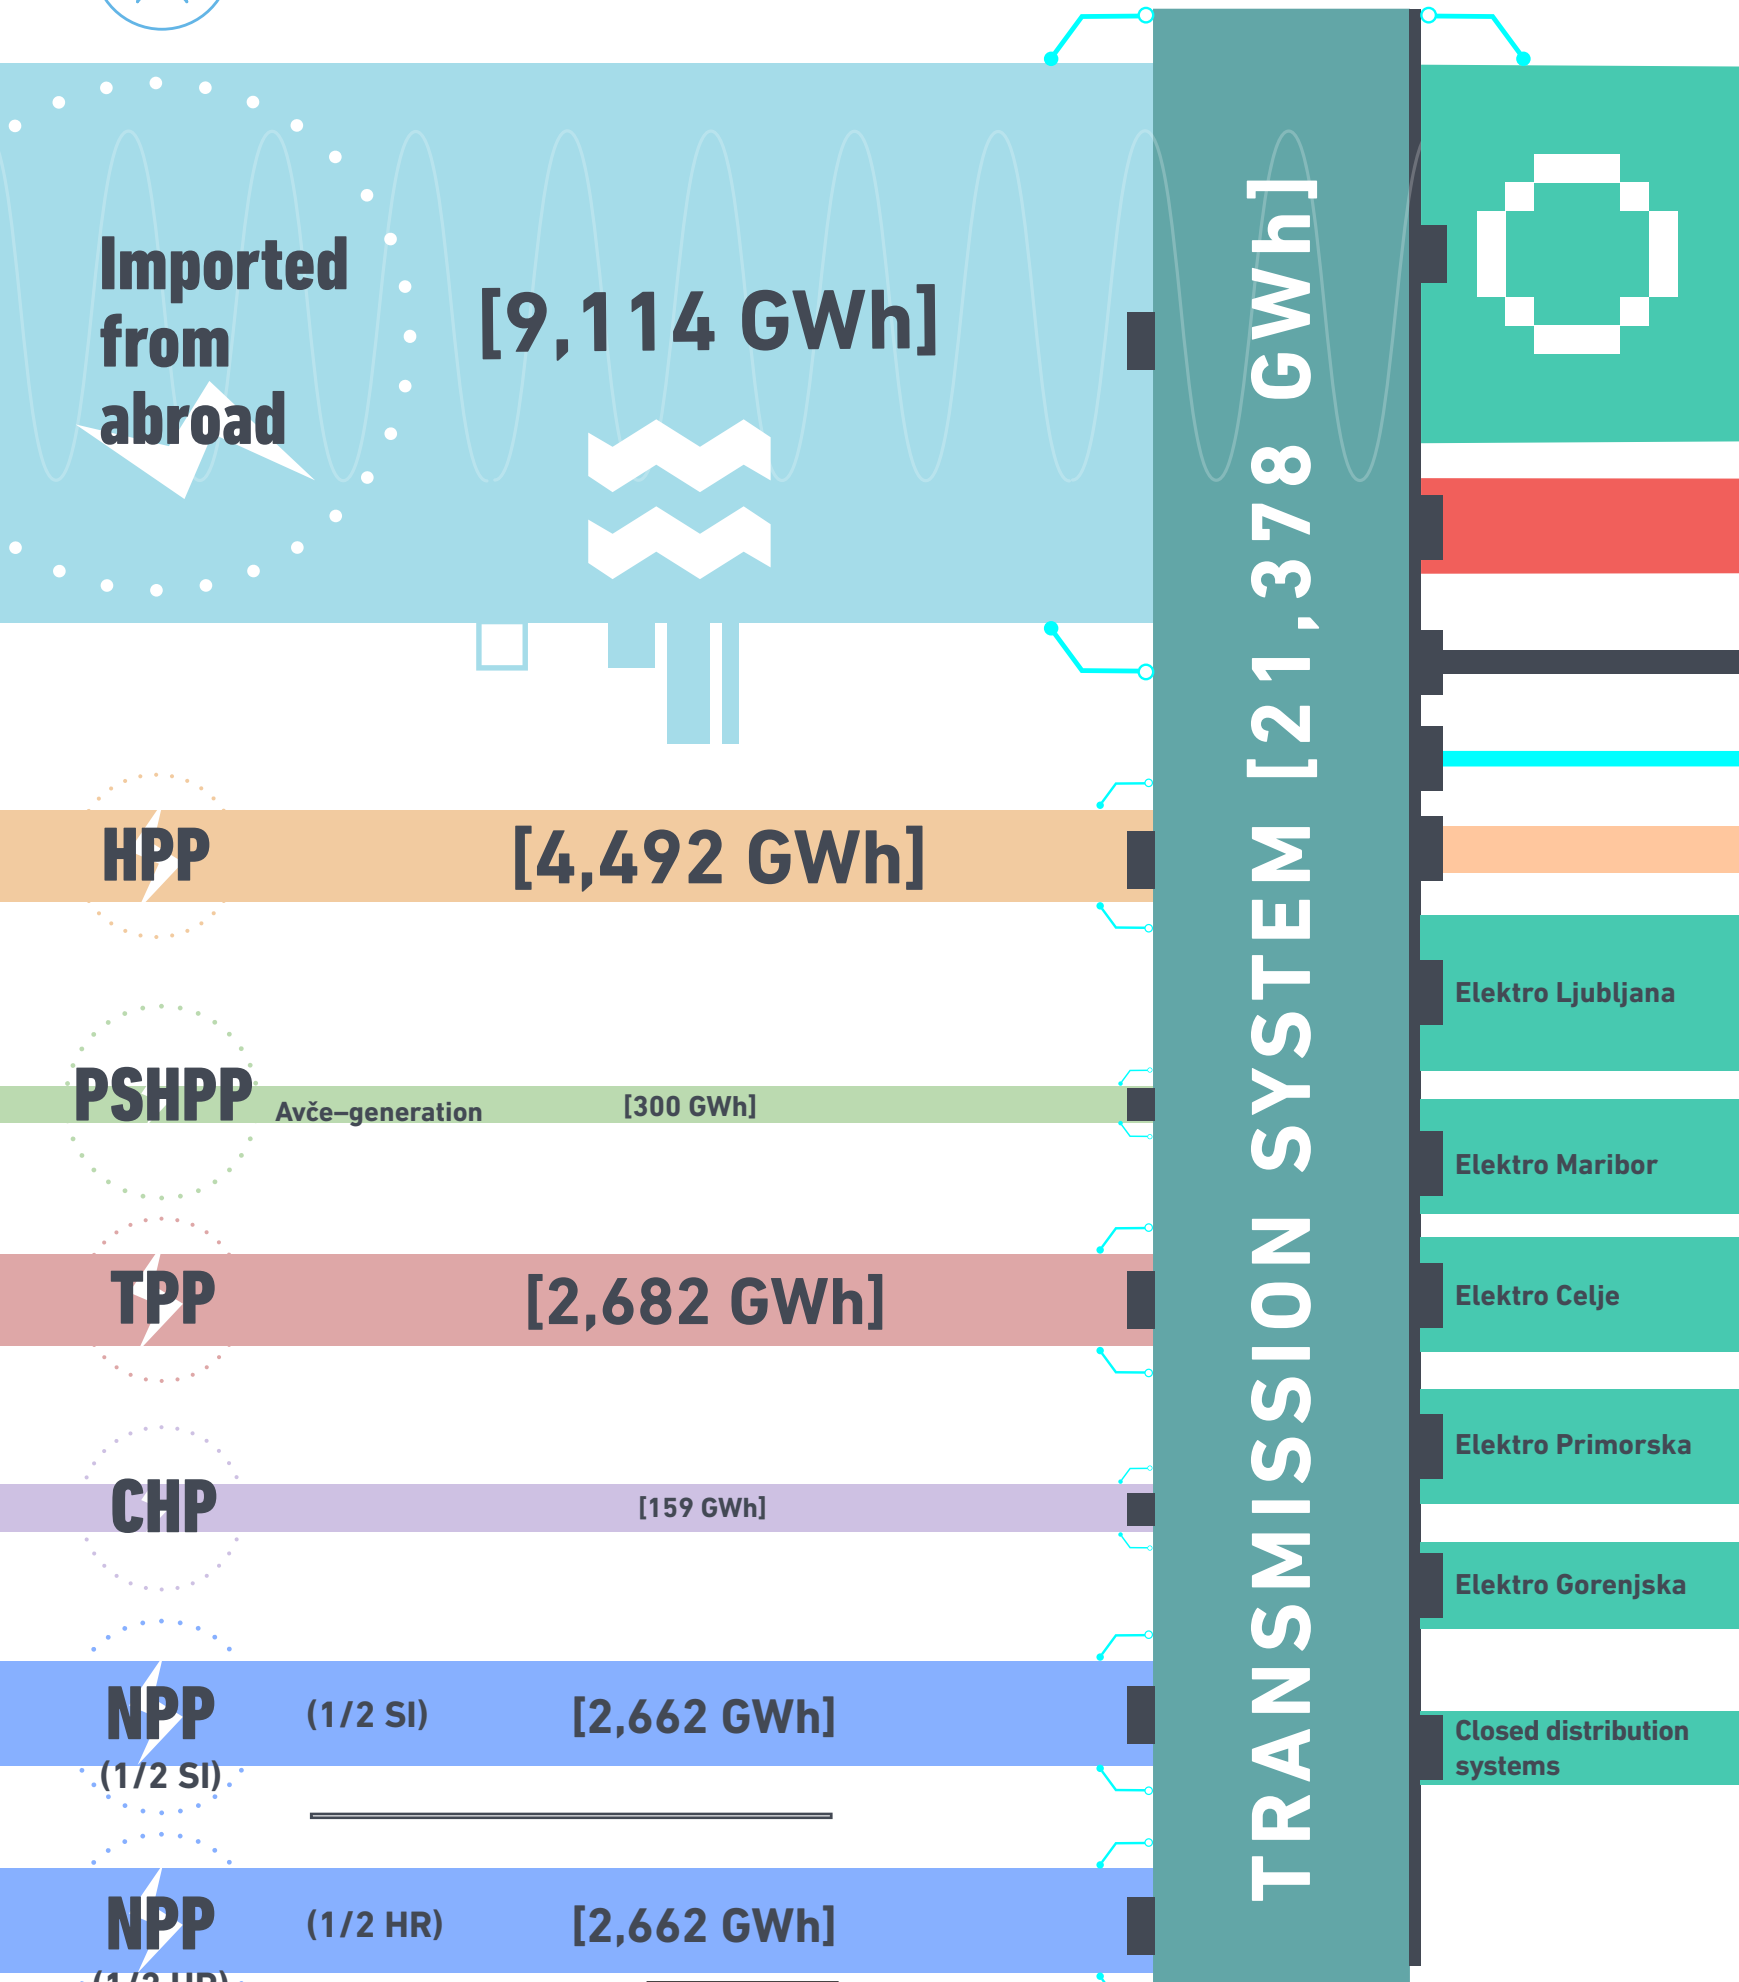 Imported
from
abroad
[9,114 GWh]
HPP
[4,492 GWh]
PSHPP
Avče–generation
[300 GWh]
TPP
[2,682 GWh]
CHP
[159 GWh]
NPP
(1/2 SI)
[2,662 GWh]
(1/2 SI)
NPP
(1/2 HR)
[2,662 GWh]
(1/2 HR)
TRANSMISSION SYSTEM [21,378 GWh]
Elektro Ljubljana
Elektro Maribor
Elektro Celje
Elektro Primorska
Elektro Gorenjska
Closed distribution
systems